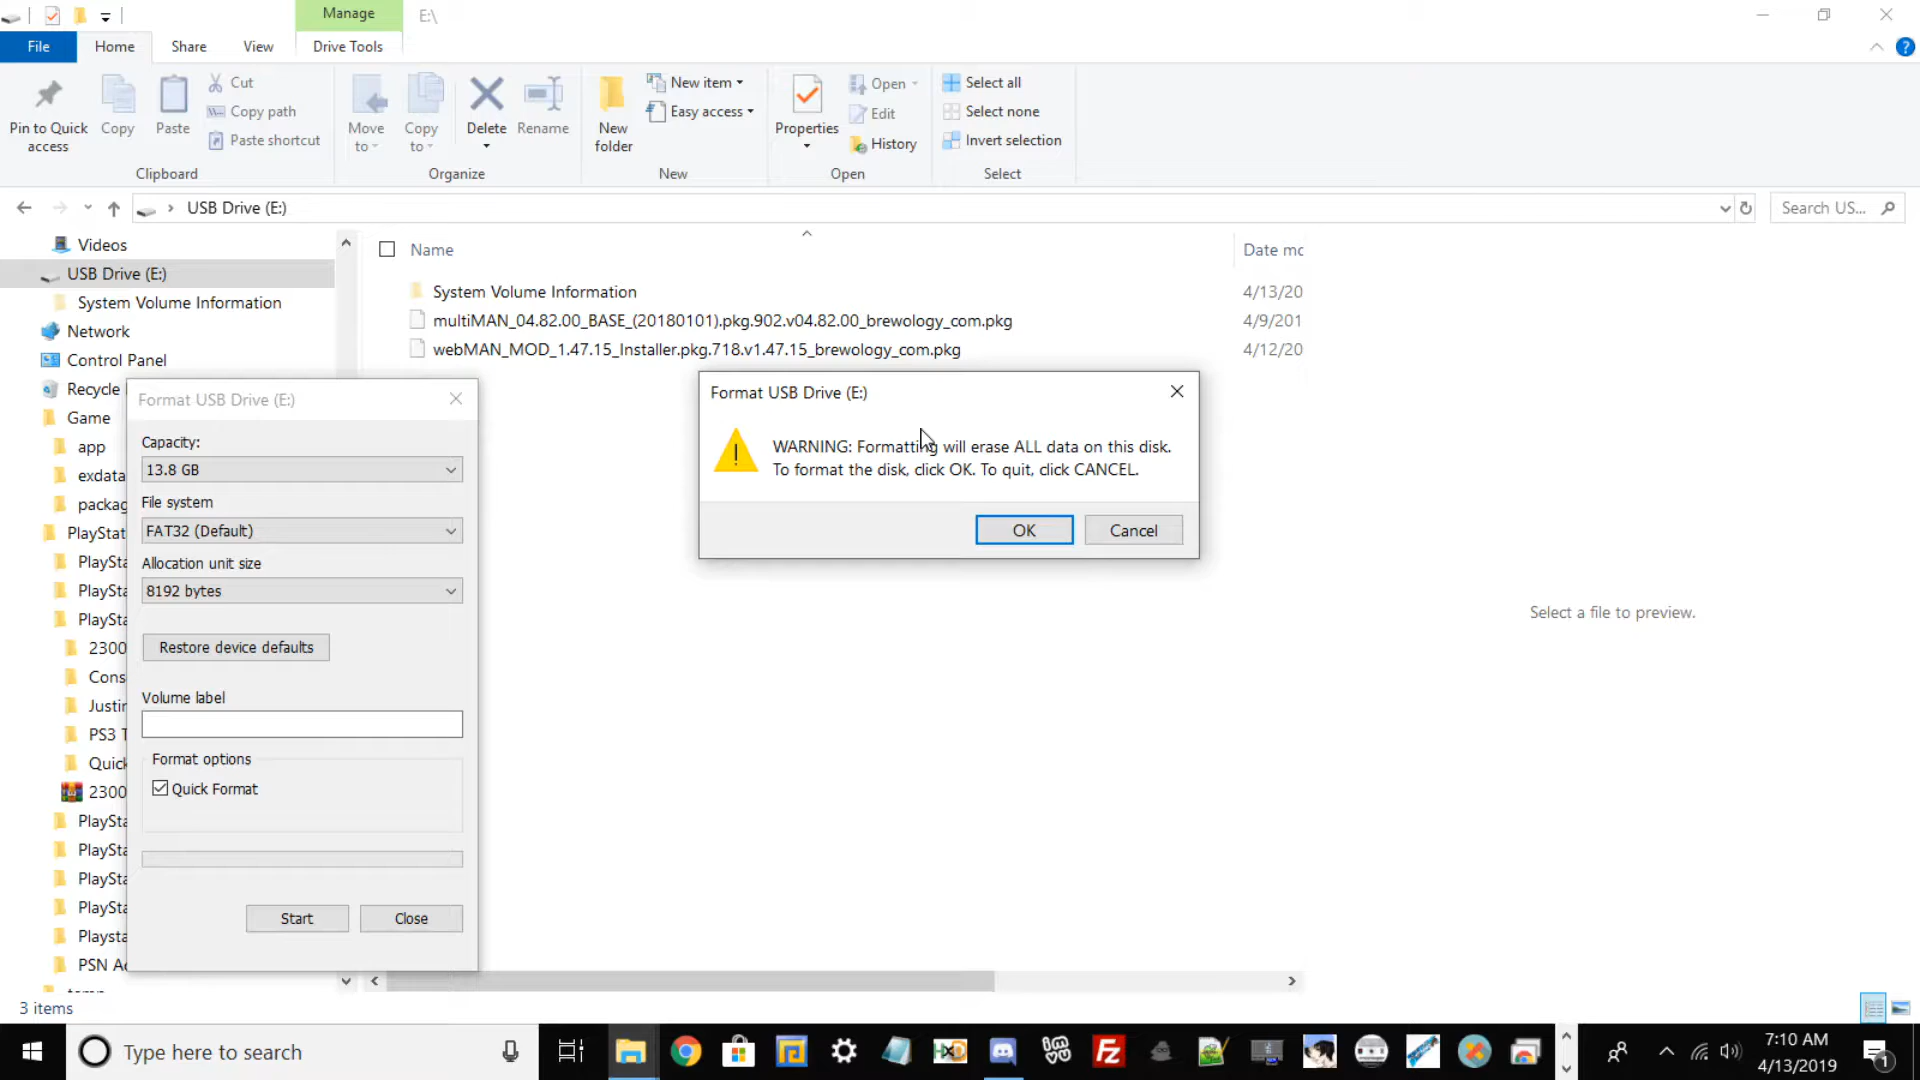 Manage
E:\
File
Home
Share
View
Drive Tools
Pin to Quick
access
Copy
Paste
Cut
Copy path
Paste shortcut
Clipboard
Move
to
Copy
to
Delete
Rename
Organize
New
folder
New item
Easy access
New
Properties
Open
Edit
History
Open
Select all
Select none
Invert selection
Select
USB Drive (E:)
Search US...
Videos
USB Drive (E:)
System Volume Information
Network
Control Panel
Recycle
Game
app
exdata
packag
PlayStat
PlaySta
PlaySta
PlaySta
2300
Cons
Justin
PS3 T
Quick
2300
PlaySta
PlaySta
PlaySta
PlaySta
Playsta
PSN Ac
Name
Date mo
System Volume Information
4/13/20
multiMAN_04.82.00_BASE_(20180101).pkg.902.v04.82.00_brewology_com.pkg
4/9/201
webMAN_MOD_1.47.15_Installer.pkg.718.v1.47.15_brewology_com.pkg
4/12/20
Format USB Drive (E:)
Capacity:
13.8 GB
File system
FAT32 (Default)
Allocation unit size
8192 bytes
Restore device defaults
Volume label
Format options
Quick Format
Start
Close
Format USB Drive (E:)
WARNING: Formatting will erase ALL data on this disk.
To format the disk, click OK. To quit, click CANCEL.
OK
Cancel
Select a file to preview.
3 items
Type here to search
7:10 AM
4/13/2019
1